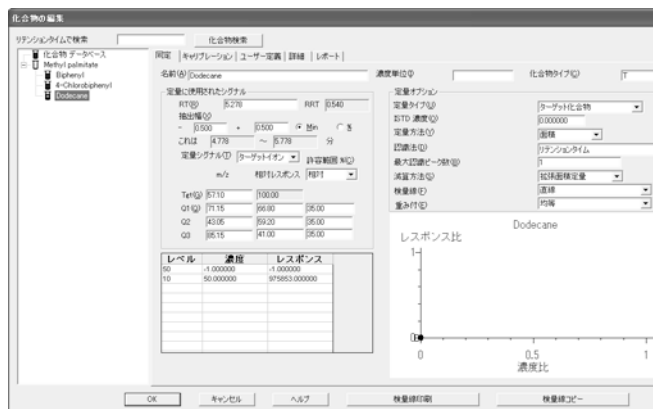 化合物の編集
リテンションタイムで検索 化合物検索
化合物 データベース
Methyl palmitate
Biphenyl
4-Chlorobiphenyl
Dodecane
同定 キャリブレーション ユーザー定義 詳細 レポート
名前(A) Dodecane 濃度単位(I) 化合物タイプ(C) T
定量に使用されたシグナル
RT(R) 5.278 RRT 0.540
抽出幅(V)
- 0.500 + 0.500 Min %
これは 4.778 ～ 5.778 分
定量シグナル(T) ターゲットイオン 許容範囲 %(C)
m/z 相対レスポンス 相対
Tgt(G) 57.10 100.00
Q1(Q) 71.15 66.80 35.00
Q2 43.05 59.20 35.00
Q3 85.15 41.00 35.00
レベル 濃度 レスポンス
50 -1.000000 -1.000000
10 50.000000 975853.000000
定量オプション
定量タイプ(U) ターゲット化合物
ISTD 濃度(O) 0.000000
定量方法(Y) 面積
認識法(D) リテンションタイム
最大認識ピーク数(B) 1
減算方法(S) 拡張面積定量
検量線(F) 直線
重み付(E) 均等
Dodecane
レスポンス比
1
0
0 0.5 1
濃度比
OK キャンセル ヘルプ 検量線印刷 検量線コピー